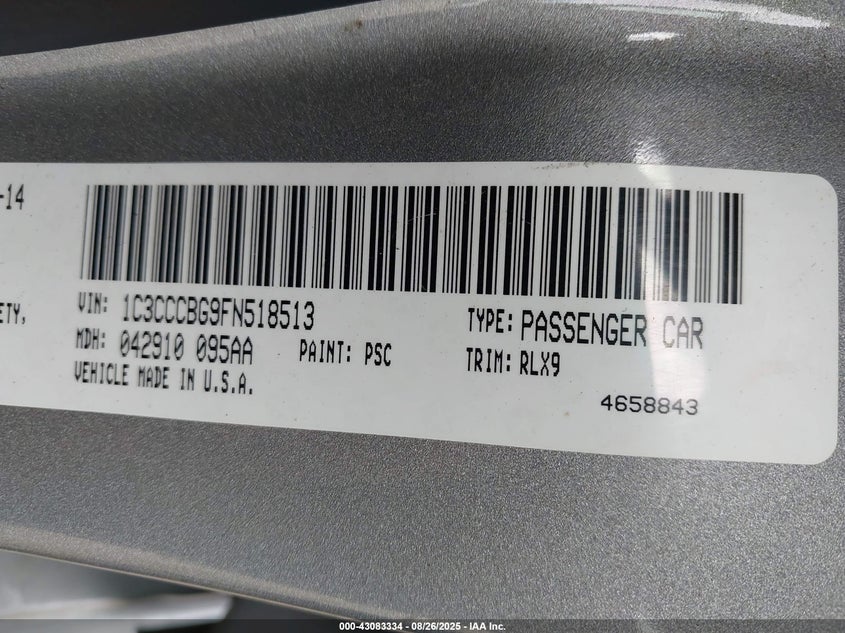 -14
ETY,
VIN: 1C3CCCBG9FN518513
TYPE: PASSENGER CAR
MDH: 042910 095AA
PAINT: PSC
TRIM: RLX9
VEHICLE MADE IN U.S.A.
4658843
000-43083334 - 08/26/2025 - IAA Inc.